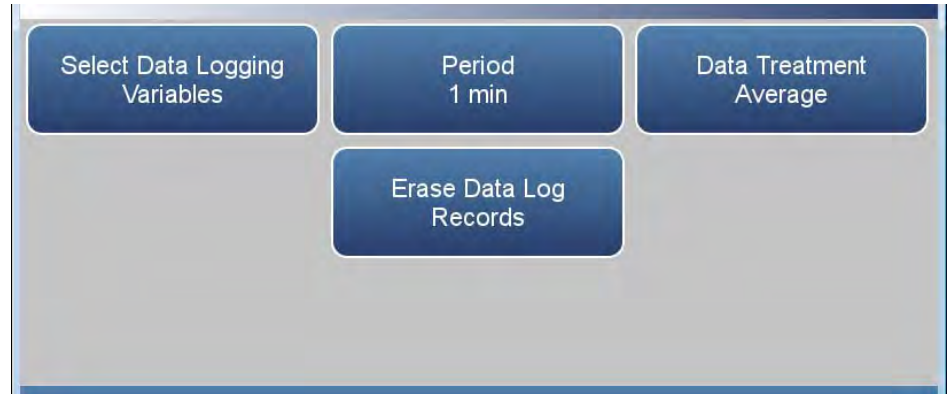 Select Data Logging
Variables
Period
1 min
Data Treatment
Average
Erase Data Log
Records